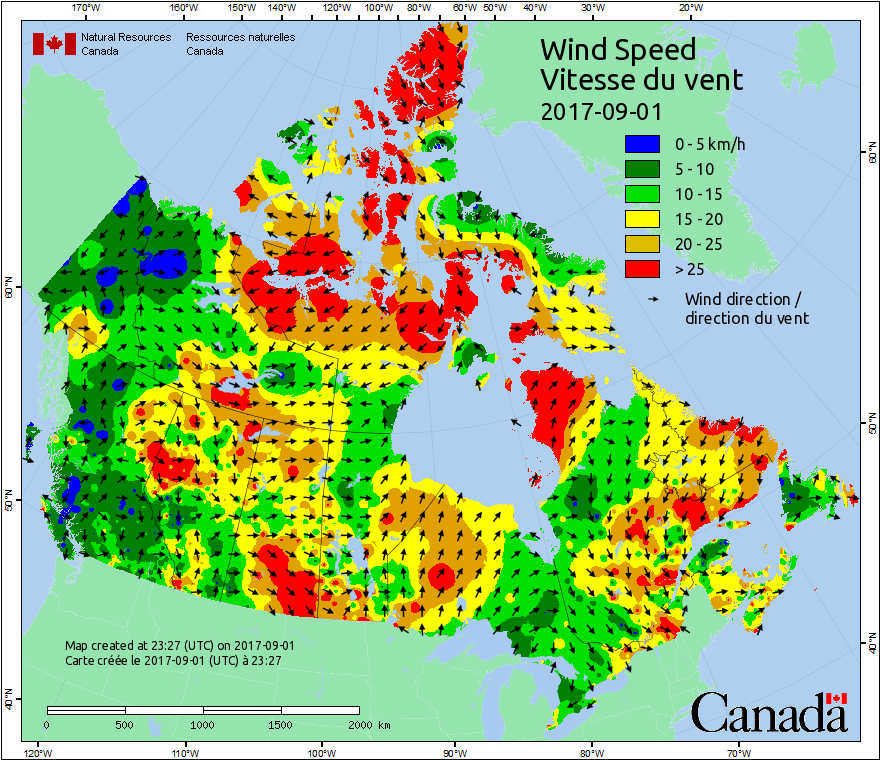 170°W 160°W 150°W 140°W 130°W 120°W 110°W 100°W 90°W 80°W 70°W 60°W 50°W 40°W 30°W 20°W
Natural Resources Canada
Ressources naturelles Canada
Wind Speed
Vitesse du vent
2017-09-01
0 - 5 km/h
5 - 10
10 - 15
15 - 20
20 - 25
> 25
Wind direction /
direction du vent
60°N
60°N
50°N
50°N
40°N
40°N
Map created at 23:27 (UTC) on 2017-09-01
Carte créée le 2017-09-01 (UTC) à 23:27
0 500 1000 1500 2000 km
Canada
120°W 110°W 100°W 90°W 80°W 70°W